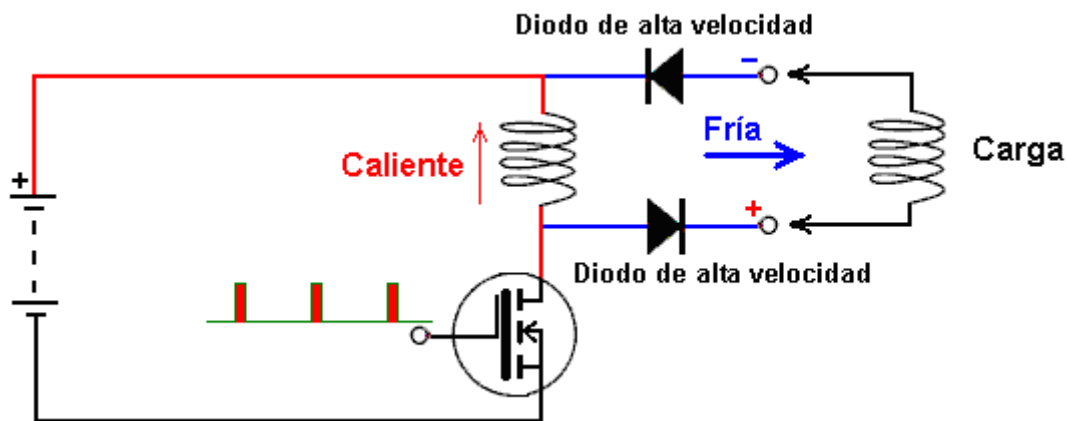 Diodo de alta velocidad
−
Fría
Caliente
Carga
+
+
Diodo de alta velocidad